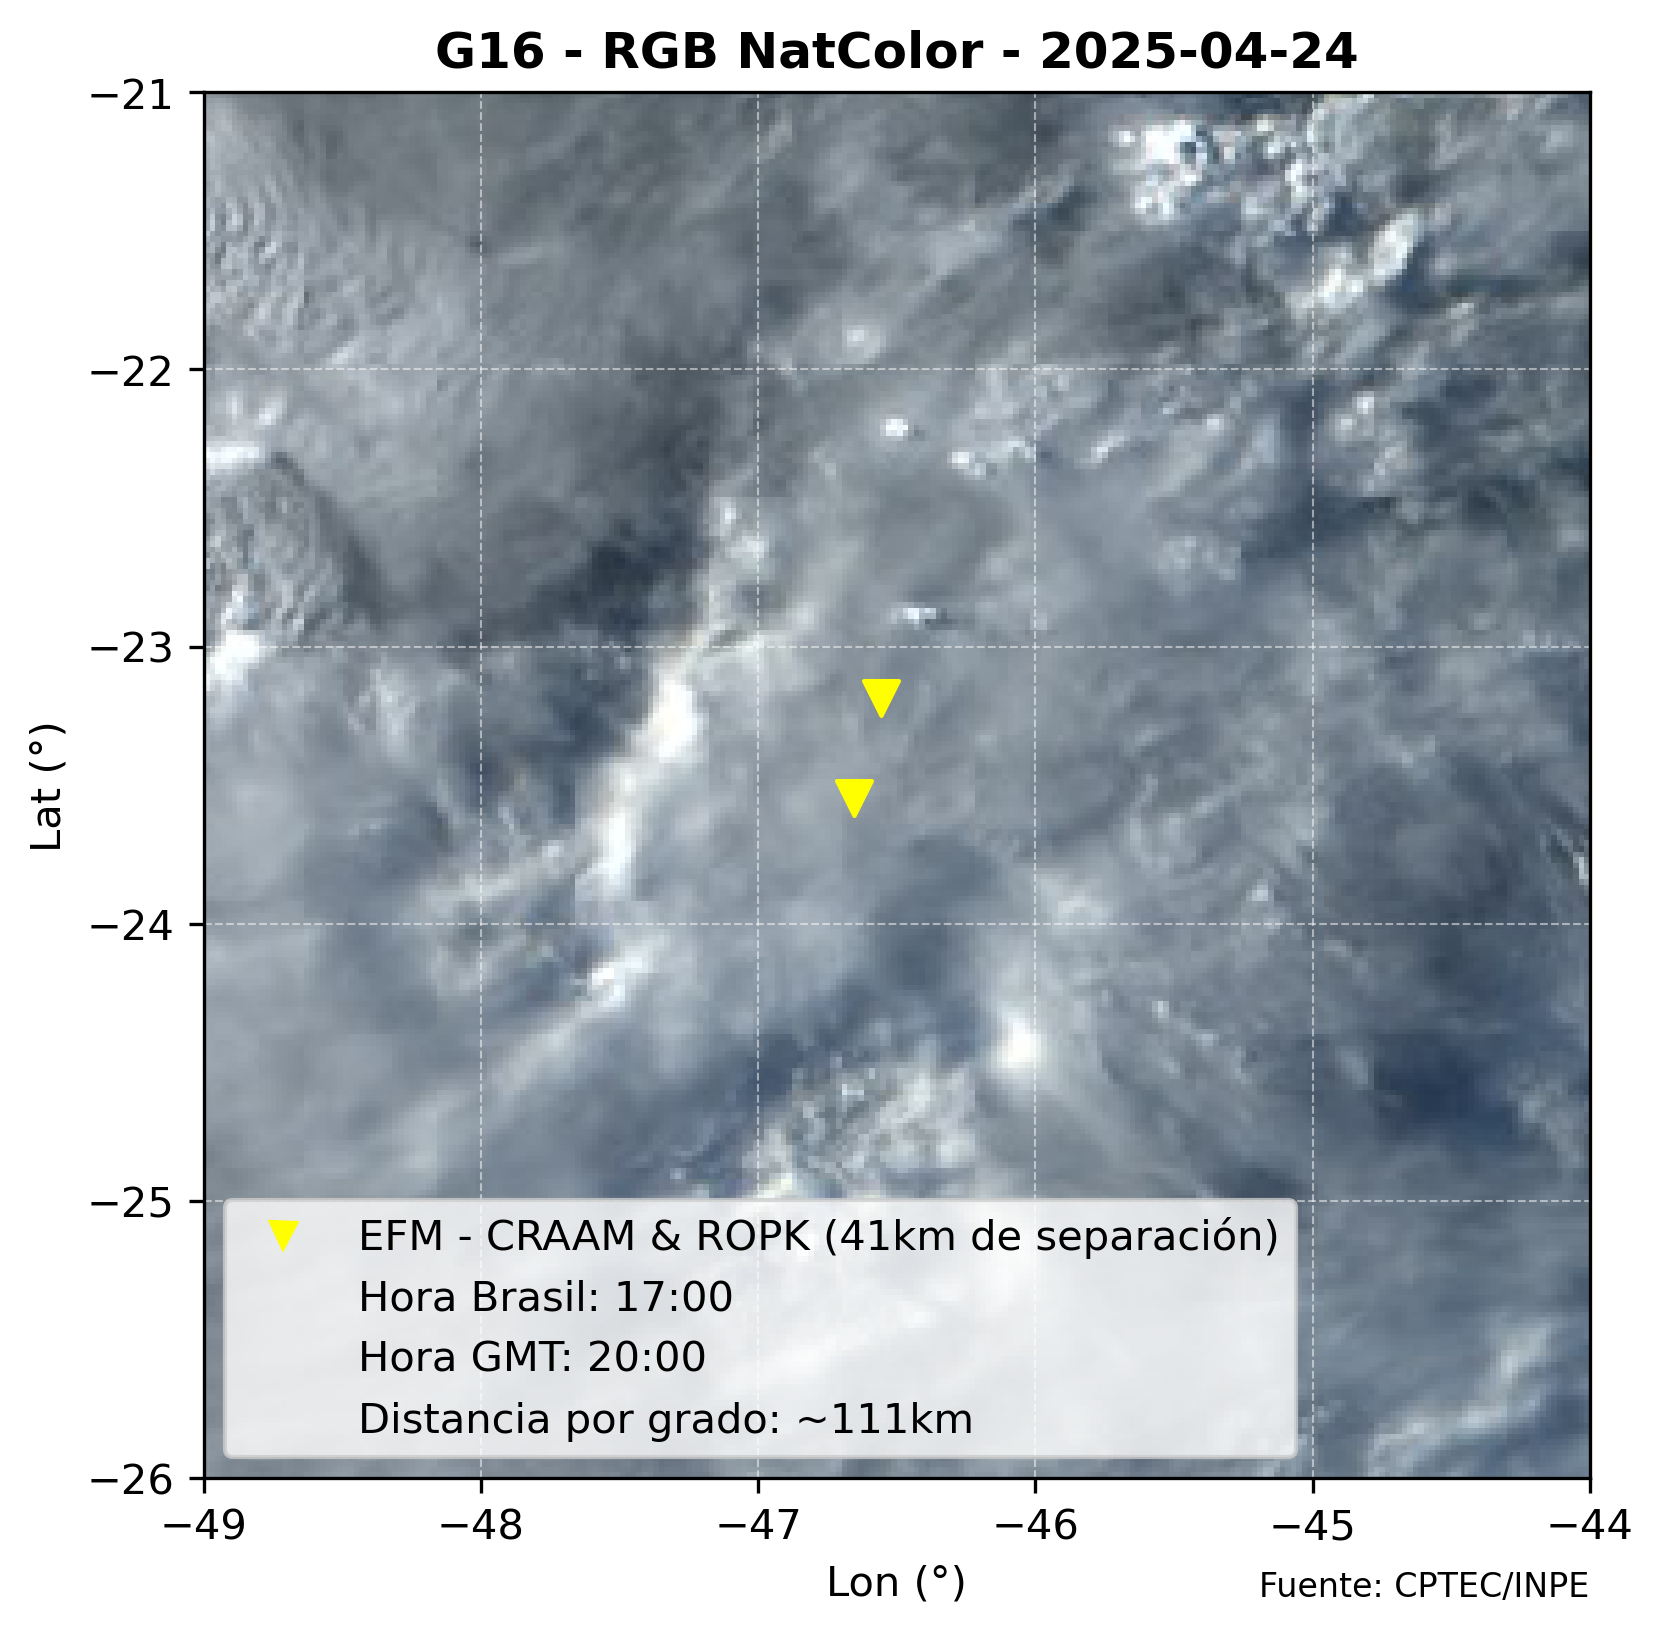 G16 - RGB NatColor - 2025-04-24
−21
−22
−23
−24
−25
−26
Lat (°)
EFM - CRAAM & ROPK (41km de separación)
Hora Brasil: 17:00
Hora GMT: 20:00
Distancia por grado: ~111km
−49 −48 −47 −46 −45 −44
Lon (°)
Fuente: CPTEC/INPE